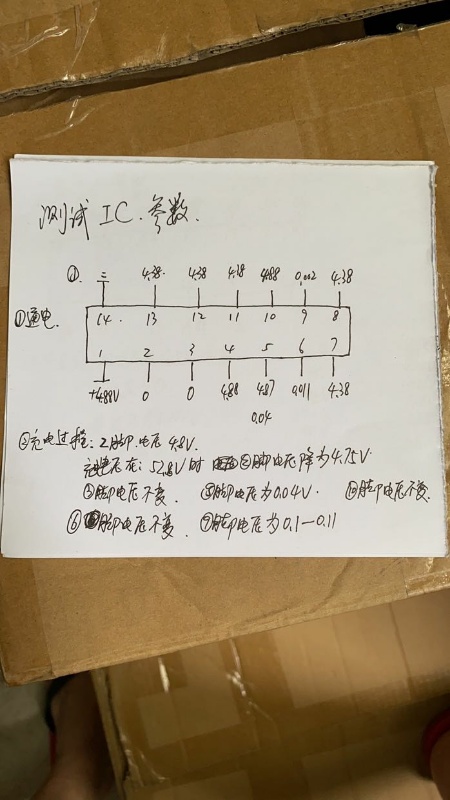 测试IC.参数.
4.38. 4.38 4.38 4.88 0.002 4.38
①通电. 14. 13 12 11 10 9 8
1 2 3 4 5 6 7
+4.88V 0 0 4.88 4.87 0.011 4.38
0.04
②充电过程:2脚.电压4.8V.
压在:52.8V时 ②脚电压降为4.75V.
③脚电压不变. ⑤脚电压为0.04V. ⑩脚电压不变.
⑥脚电压不变. ⑦脚电压为0.1—0.11